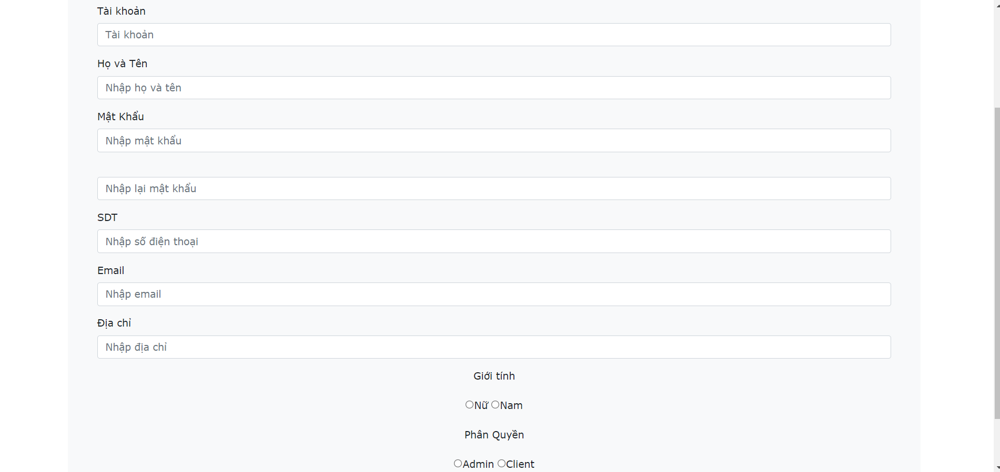 Tài khoản
Tài khoản
Họ và Tên
Nhập họ và tên
Mật Khẩu
Nhập mật khẩu
Nhập lại mật khẩu
SDT
Nhập số điện thoại
Email
Nhập email
Địa chỉ
Nhập địa chỉ
Giới tính
Nữ Nam
Phân Quyền
Admin Client